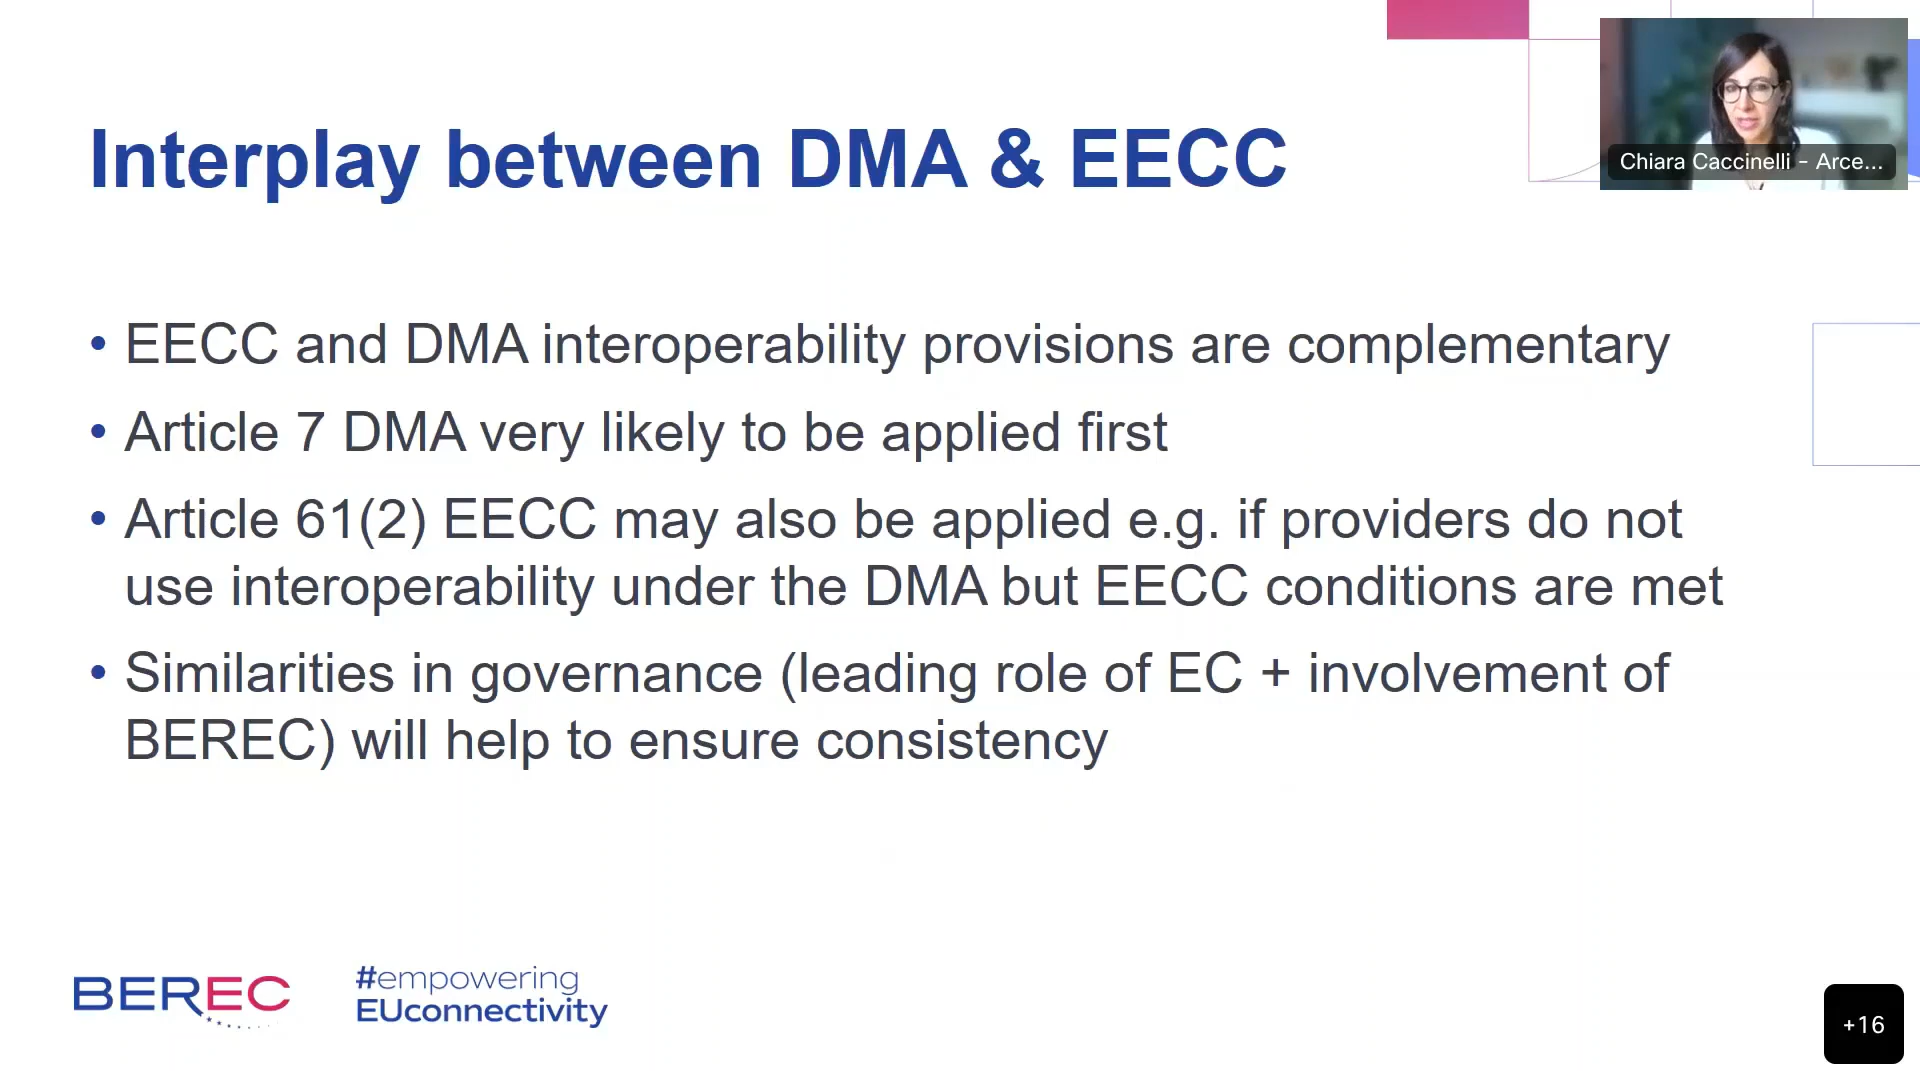 Interplay between DMA & EECC
Chiara Caccinelli - Arce...
• EECC and DMA interoperability provisions are complementary
• Article 7 DMA very likely to be applied first
• Article 61(2) EECC may also be applied e.g. if providers do not
use interoperability under the DMA but EECC conditions are met
• Similarities in governance (leading role of EC + involvement of
BEREC) will help to ensure consistency
BEREC
#empowering
EUconnectivity
+16